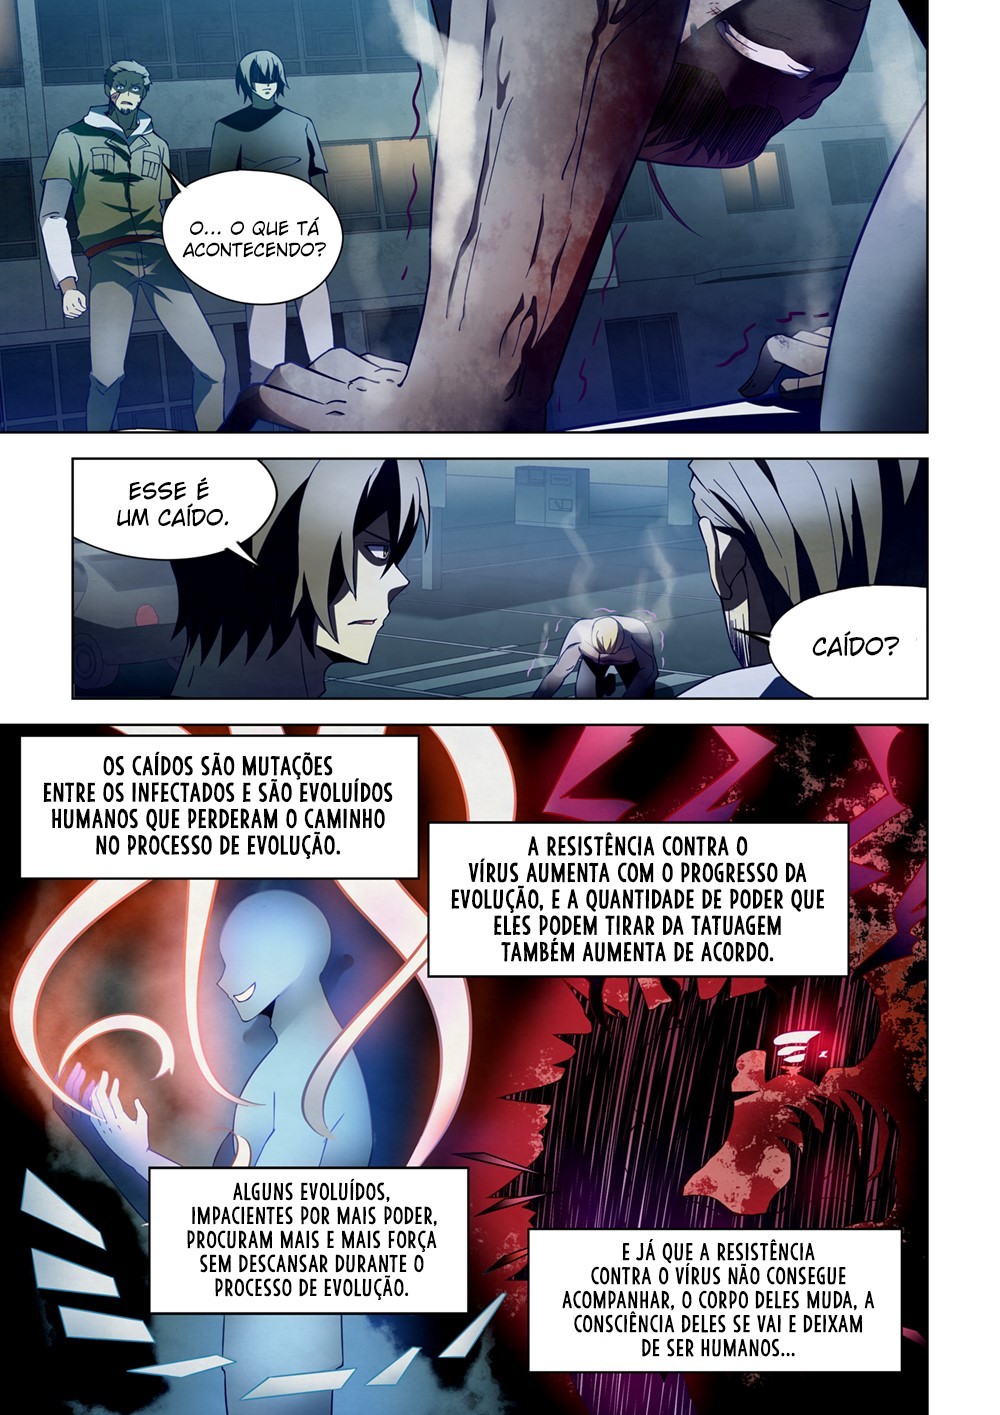 O... O QUE TÁ
ACONTECENDO?
ESSE É
UM CAÍDO.
CAÍDO?
OS CAÍDOS SÃO MUTAÇÕES
ENTRE OS INFECTADOS E SÃO EVOLUÍDOS
HUMANOS QUE PERDERAM O CAMINHO
NO PROCESSO DE EVOLUÇÃO.
A RESISTÊNCIA CONTRA O
VÍRUS AUMENTA COM O PROGRESSO DA
EVOLUÇÃO, E A QUANTIDADE DE PODER QUE
ELES PODEM TIRAR DA TATUAGEM
TAMBÉM AUMENTA DE ACORDO.
ALGUNS EVOLUÍDOS,
IMPACIENTES POR MAIS PODER,
PROCURAM MAIS E MAIS FORÇA
SEM DESCANSAR DURANTE O
PROCESSO DE EVOLUÇÃO.
E JÁ QUE A RESISTÊNCIA
CONTRA O VÍRUS NÃO CONSEGUE
ACOMPANHAR, O CORPO DELES MUDA, A
CONSCIÊNCIA DELES SE VAI E DEIXAM
DE SER HUMANOS...